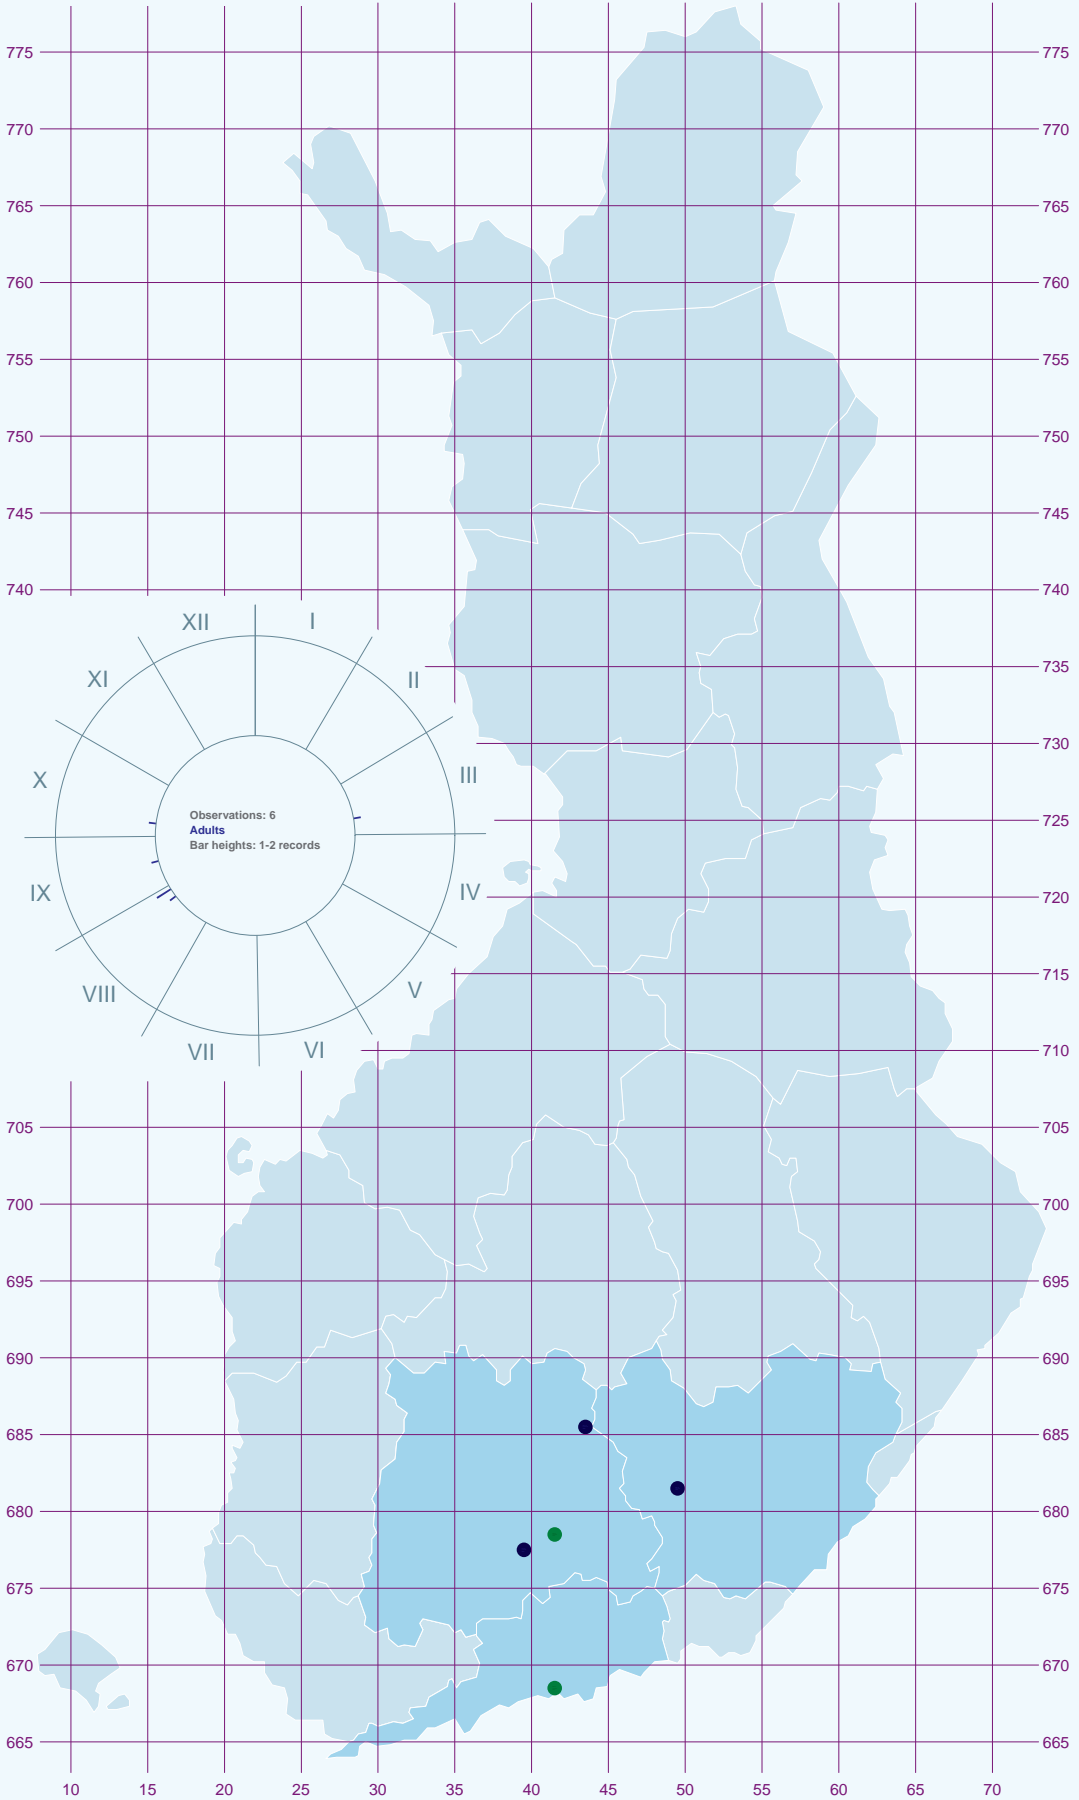 775 775
770 770
765 765
760 760
755 755
750 750
745 745
740 740
XII I
XI II
735
730
X III
Observations: 6
Adults
Bar heights: 1-2 records
725
IX IV
720
715
VIII V
VII VI
710
705 705
700 700
695 695
690 690
685 685
680 680
675 675
670 670
665 665
10 15 20 25 30 35 40 45 50 55 60 65 70